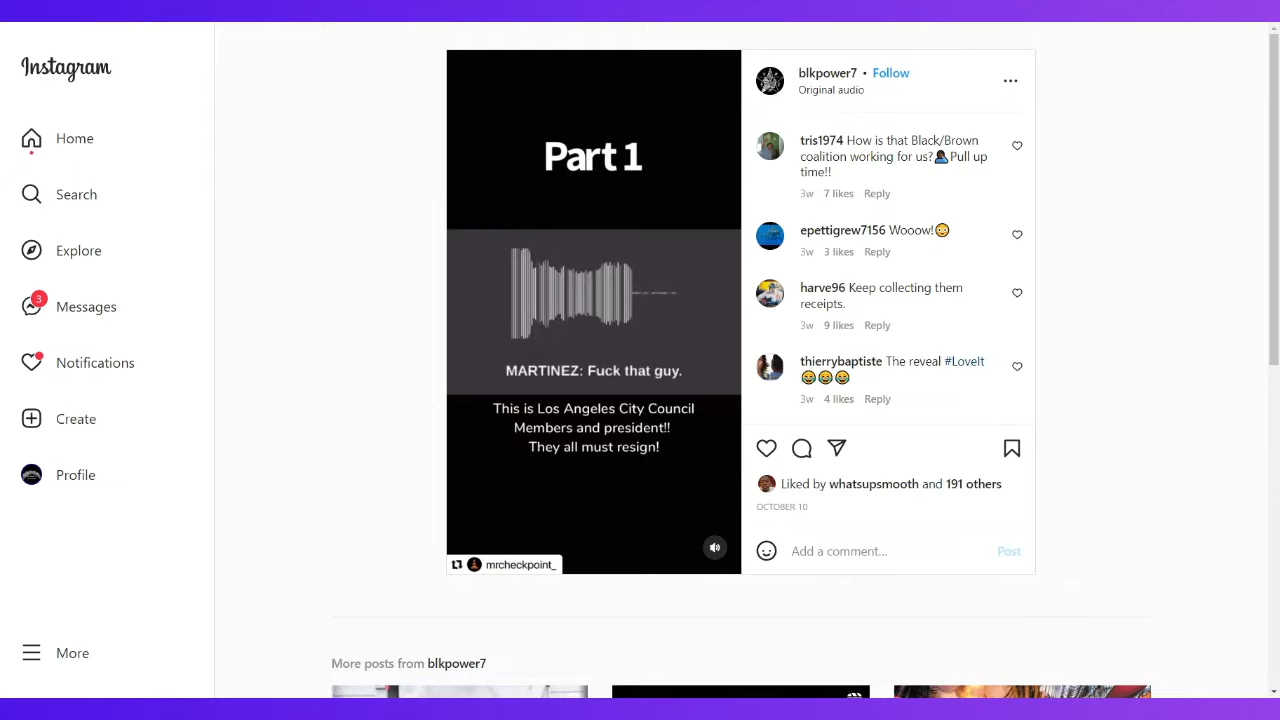 Instagram
Home
Search
Explore
3
Messages
Notifications
Create
Profile
More
Part 1
MARTINEZ: Fuck that guy.
This is Los Angeles City Council
Members and president!!
They all must resign!
mrcheckpoint_
blkpower7 • Follow
Original audio
tris1974 How is that Black/Brown
coalition working for us?🙅🏿‍♂️Pull up
time!!
3w 7 likes Reply
epettigrew7156 Wooow!😳
3w 3 likes Reply
harve96 Keep collecting them
receipts.
3w 9 likes Reply
thierrybaptiste The reveal #LoveIt
😂😂😂
3w 4 likes Reply
Liked by whatsupsmooth and 191 others
OCTOBER 10
Add a comment...
Post
More posts from blkpower7